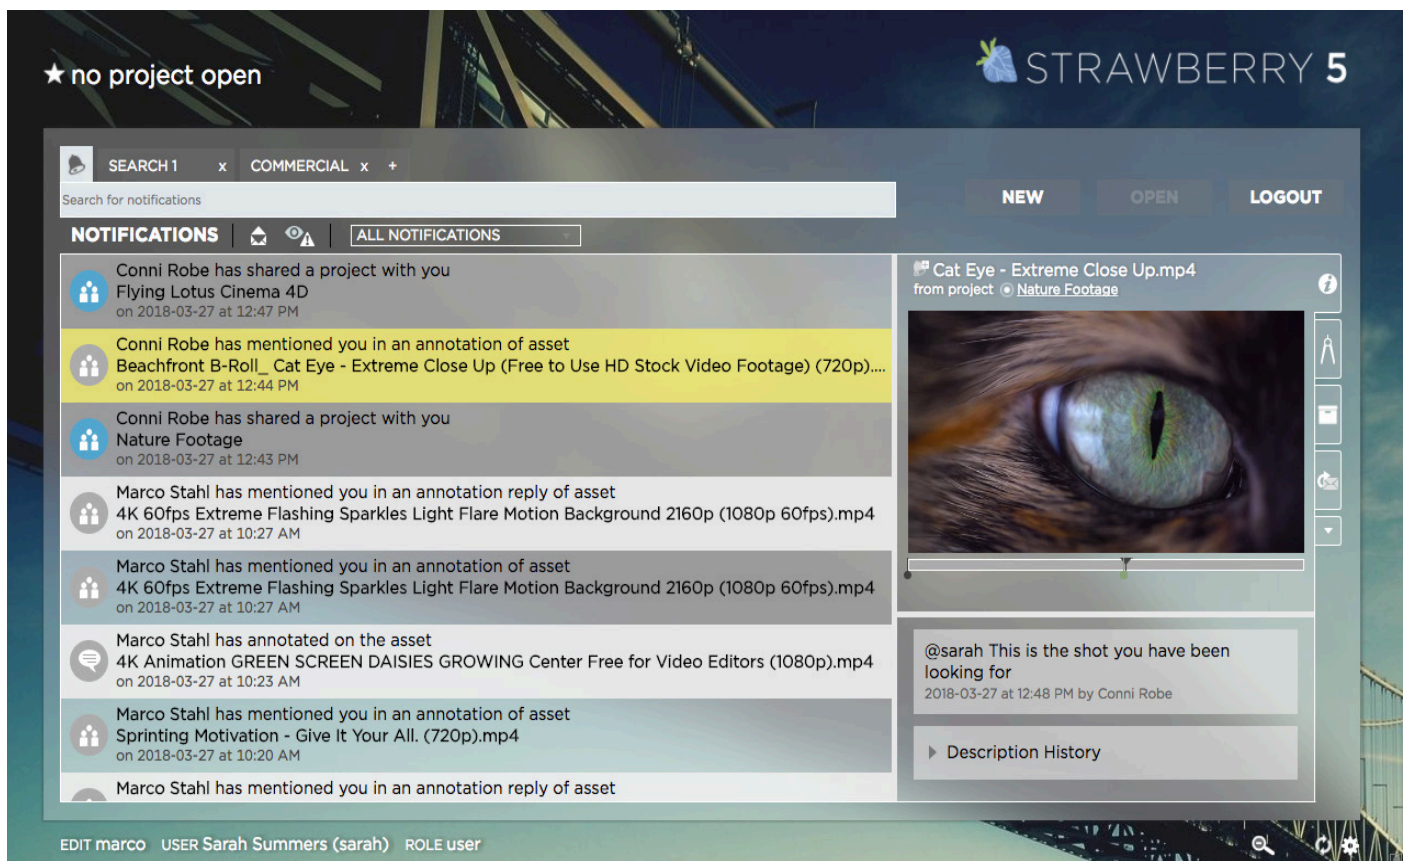 ★ no project open
STRAWBERRY 5
SEARCH 1 x COMMERCIAL x +
Search for notifications
NEW OPEN LOGOUT
NOTIFICATIONS ALL NOTIFICATIONS
Conni Robe has shared a project with you
Flying Lotus Cinema 4D
on 2018-03-27 at 12:47 PM
Conni Robe has mentioned you in an annotation of asset
Beachfront B-Roll_ Cat Eye - Extreme Close Up (Free to Use HD Stock Video Footage) (720p)....
on 2018-03-27 at 12:44 PM
Conni Robe has shared a project with you
Nature Footage
on 2018-03-27 at 12:43 PM
Marco Stahl has mentioned you in an annotation reply of asset
4K 60fps Extreme Flashing Sparkles Light Flare Motion Background 2160p (1080p 60fps).mp4
on 2018-03-27 at 10:27 AM
Marco Stahl has mentioned you in an annotation of asset
4K 60fps Extreme Flashing Sparkles Light Flare Motion Background 2160p (1080p 60fps).mp4
on 2018-03-27 at 10:27 AM
Marco Stahl has annotated on the asset
4K Animation GREEN SCREEN DAISIES GROWING Center Free for Video Editors (1080p).mp4
on 2018-03-27 at 10:23 AM
Marco Stahl has mentioned you in an annotation of asset
Sprinting Motivation - Give It Your All. (720p).mp4
on 2018-03-27 at 10:20 AM
Marco Stahl has mentioned you in an annotation reply of asset
Cat Eye - Extreme Close Up.mp4
from project Nature Footage
@sarah This is the shot you have been
looking for
2018-03-27 at 12:48 PM by Conni Robe
Description History
EDIT marco USER Sarah Summers (sarah) ROLE user